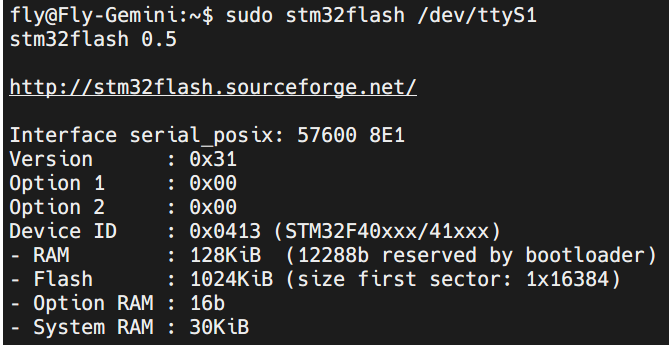 fly@Fly-Gemini:~$ sudo stm32flash /dev/ttyS1
stm32flash 0.5

http://stm32flash.sourceforge.net/

Interface serial_posix: 57600 8E1
Version      : 0x31
Option 1     : 0x00
Option 2     : 0x00
Device ID    : 0x0413 (STM32F40xxx/41xxx)
- RAM        : 128KiB  (12288b reserved by bootloader)
- Flash      : 1024KiB (size first sector: 1x16384)
- Option RAM : 16b
- System RAM : 30KiB